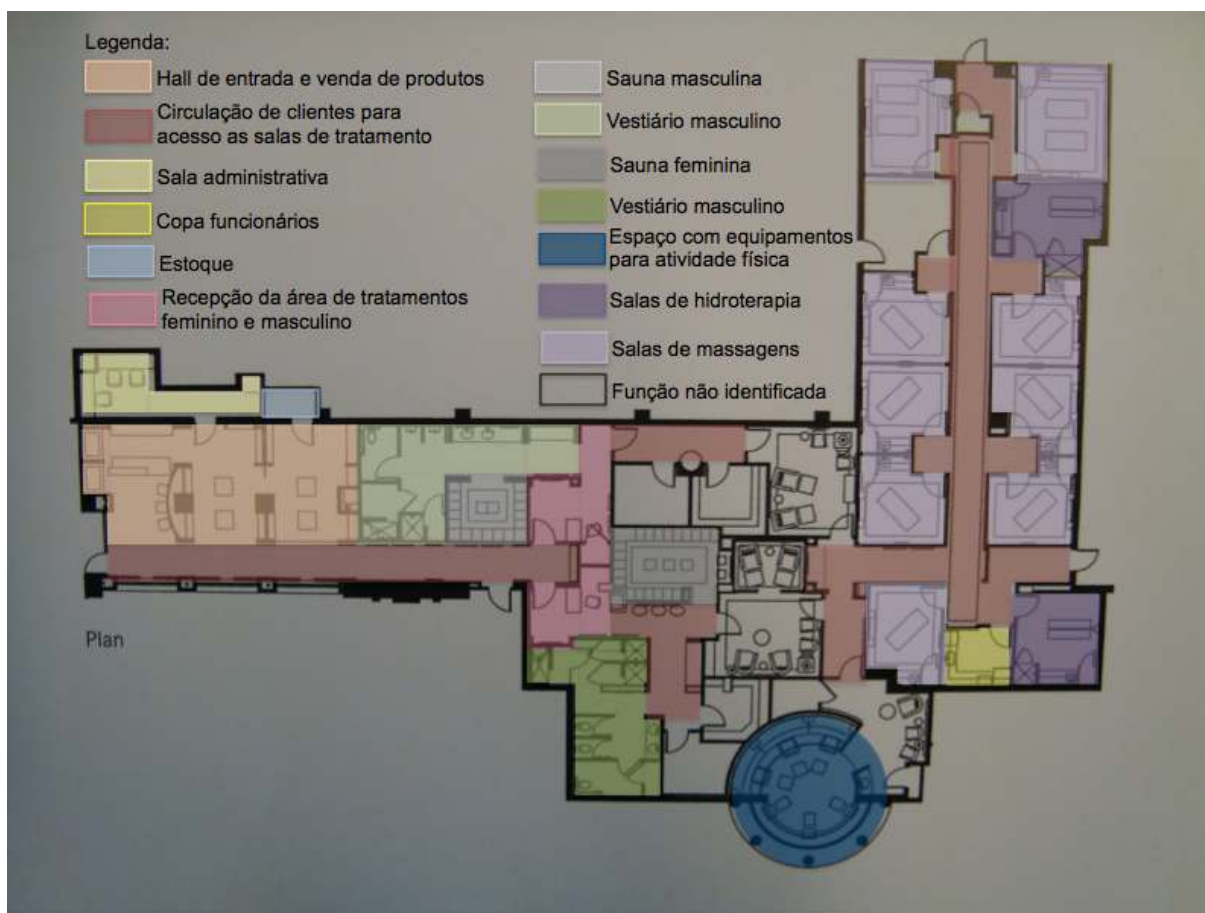 Legenda:
Hall de entrada e venda de produtos
Circulação de clientes para
acesso as salas de tratamento
Sala administrativa
Copa funcionários
Estoque
Recepção da área de tratamentos
feminino e masculino
Sauna masculina
Vestiário masculino
Sauna feminina
Vestiário masculino
Espaço com equipamentos
para atividade física
Salas de hidroterapia
Salas de massagens
Função não identificada
Plan